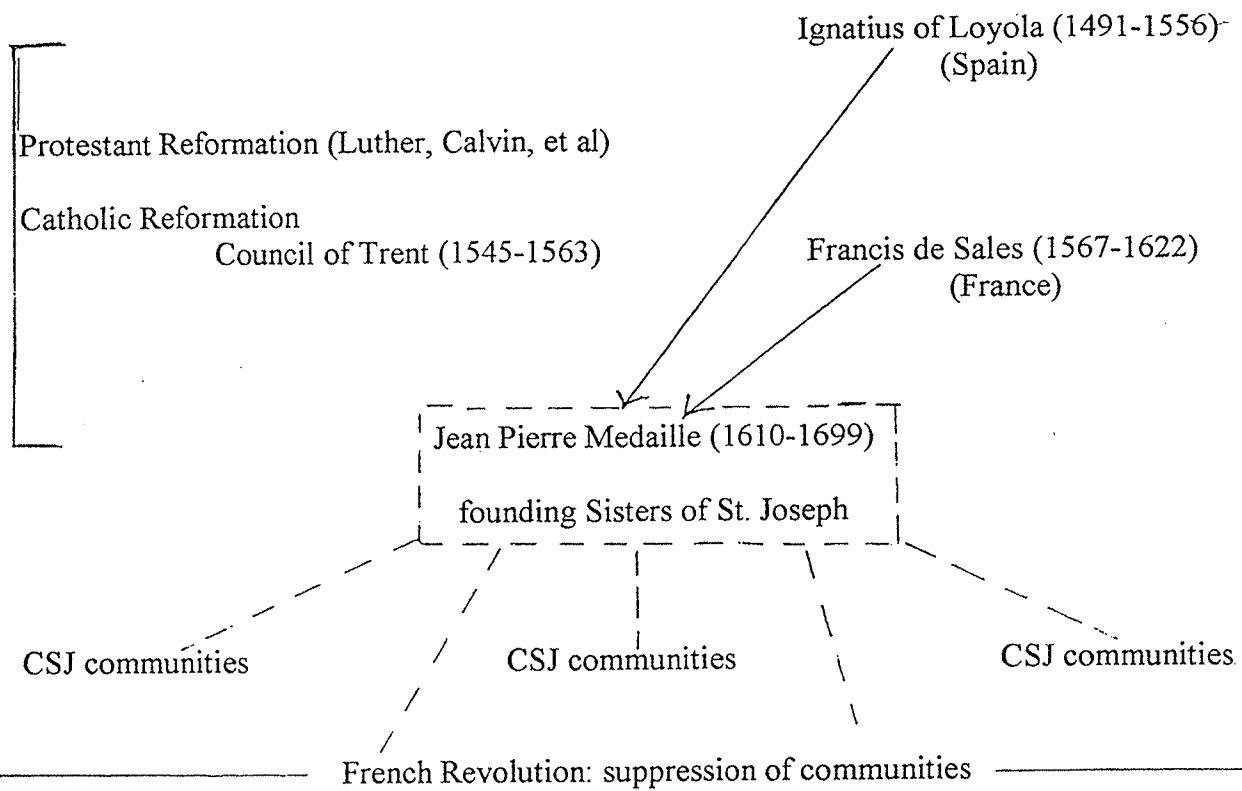 Ignatius of Loyola (1491-1556)
(Spain)
Protestant Reformation (Luther, Calvin, et al)
Catholic Reformation
Council of Trent (1545-1563)
Francis de Sales (1567-1622)
(France)
Jean Pierre Medaille (1610-1699)
founding Sisters of St. Joseph
CSJ communities
CSJ communities
CSJ communities
French Revolution: suppression of communities